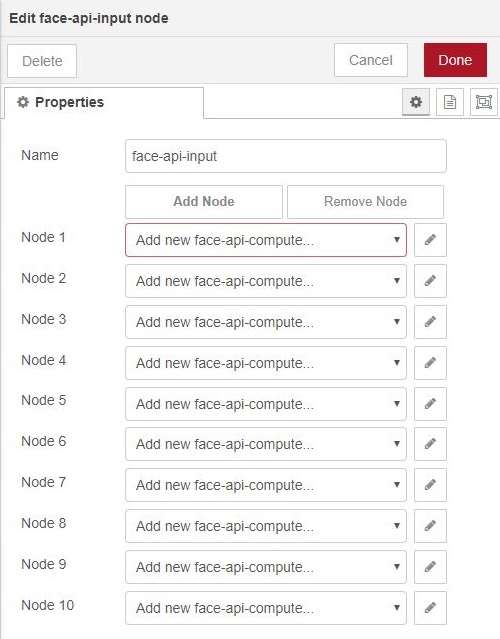 Edit face-api-input node
Delete Cancel Done
Properties
Name face-api-input
Add Node Remove Node
Node 1 Add new face-api-compute...
Node 2 Add new face-api-compute...
Node 3 Add new face-api-compute...
Node 4 Add new face-api-compute...
Node 5 Add new face-api-compute...
Node 6 Add new face-api-compute...
Node 7 Add new face-api-compute...
Node 8 Add new face-api-compute...
Node 9 Add new face-api-compute...
Node 10 Add new face-api-compute...